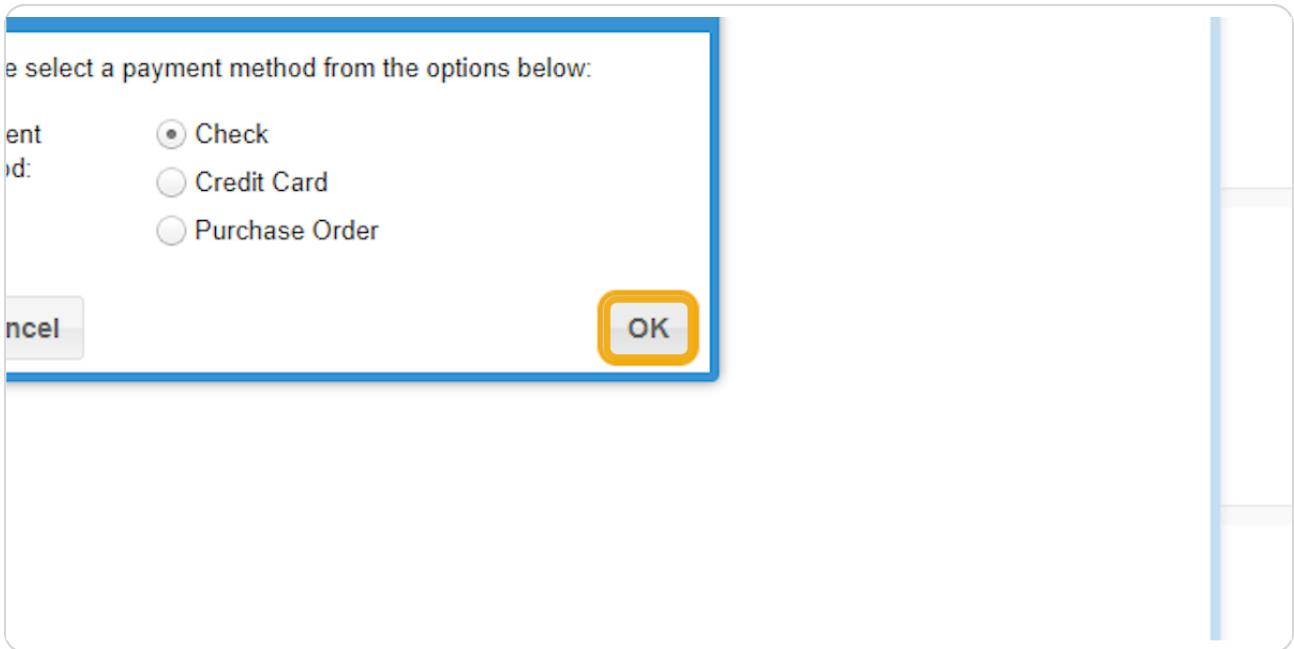 e select a payment method from the options below:
ent
od:
Check
Credit Card
Purchase Order
ncel
OK